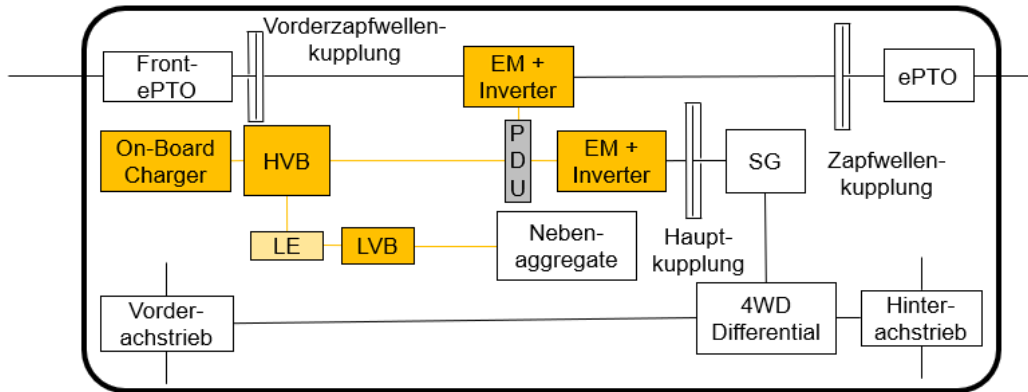 Vorderzapfwellen-
kupplung
Front-
ePTO
EM +
Inverter
ePTO
On-Board
Charger
HVB
P
D
U
EM +
Inverter
SG
Zapfwellen-
kupplung
LE
LVB
Neben-
aggregate
Haupt-
kupplung
Vorder-
achstrieb
4WD
Differential
Hinter-
achstrieb